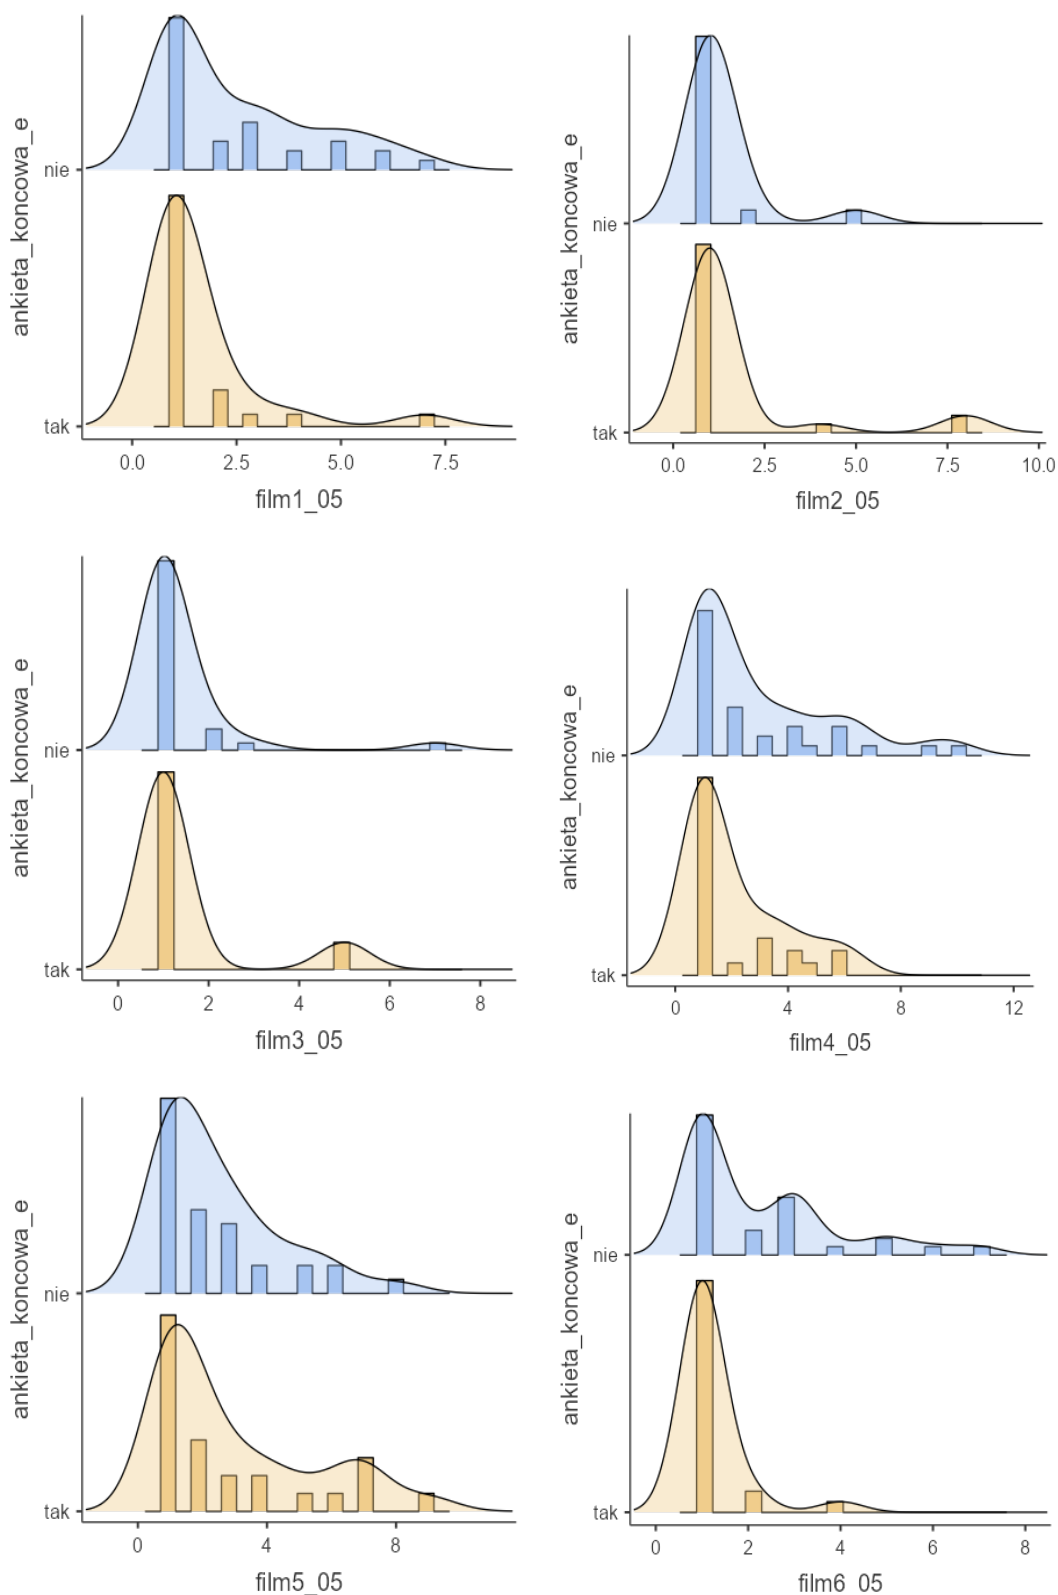 ankieta_koncowa_e
nie
tak
0.0 2.5 5.0 7.5
film1_05
ankieta_koncowa_e
nie
tak
0.0 2.5 5.0 7.5 10.0
film2_05
ankieta_koncowa_e
nie
tak
0 2 4 6 8
film3_05
ankieta_koncowa_e
nie
tak
0 4 8 12
film4_05
ankieta_koncowa_e
nie
tak
0 4 8
film5_05
ankieta_koncowa_e
nie
tak
0 2 4 6 8
film6_05